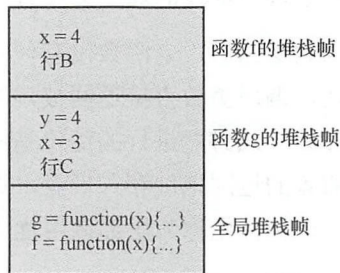 x = 4
行B
函数f的堆栈帧
y = 4
x = 3
行C
函数g的堆栈帧
g = function(x){...}
f = function(x){...}
全局堆栈帧